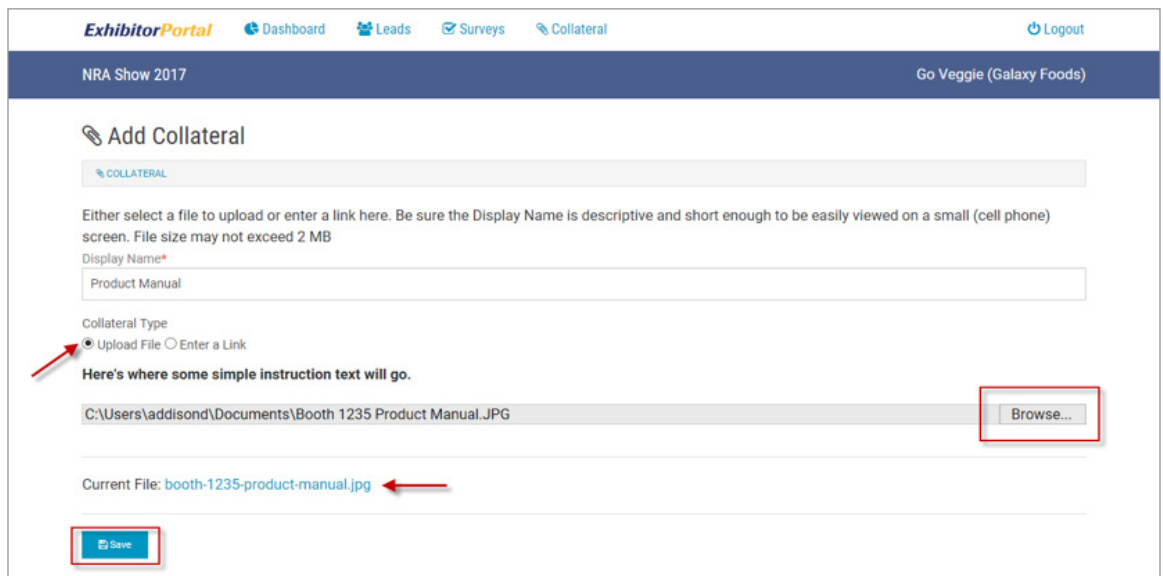 ExhibitorPortal Dashboard Leads Surveys Collateral Logout
NRA Show 2017 Go Veggie (Galaxy Foods)
Add Collateral
COLLATERAL
Either select a file to upload or enter a link here. Be sure the Display Name is descriptive and short enough to be easily viewed on a small (cell phone)
screen. File size may not exceed 2 MB
Display Name*
Product Manual
Collateral Type
Upload File Enter a Link
Here's where some simple instruction text will go.
C:\Users\addisond\Documents\Booth 1235 Product Manual.JPG Browse...
Current File: booth-1235-product-manual.jpg
Save